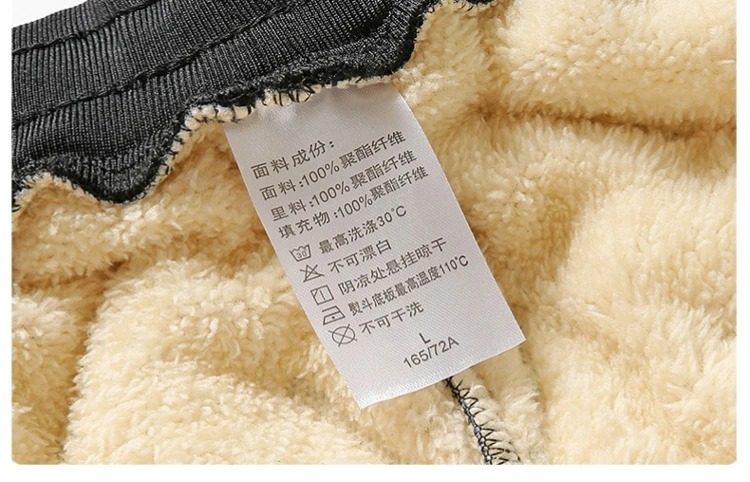 面料成份:
面料:100%聚酯纤维
里料:100%聚酯纤维
填充物:100%聚酯纤维
30 最高洗涤30°C
不可漂白
阴凉处悬挂晾干
熨斗底板最高温度110°C
不可干洗
L
165/72A